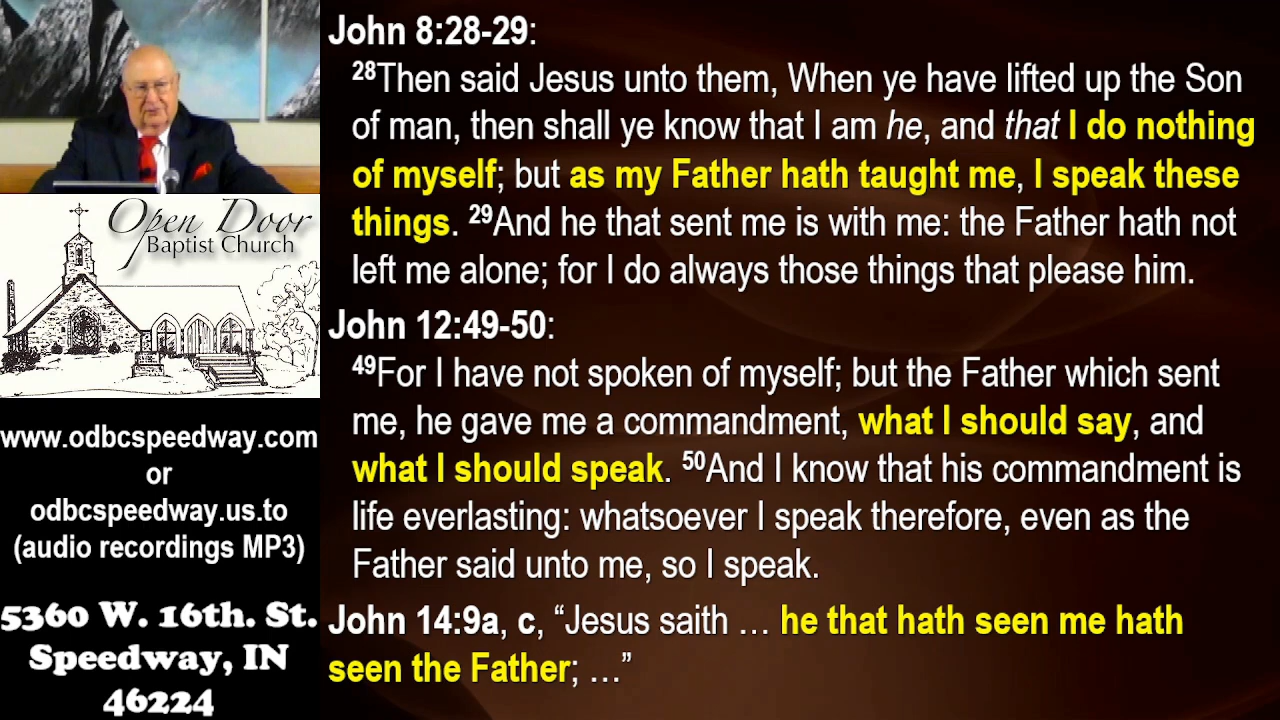 John 8:28-29:
28Then said Jesus unto them, When ye have lifted up the Son
of man, then shall ye know that I am he, and that I do nothing
of myself; but as my Father hath taught me, I speak these
things. 29And he that sent me is with me: the Father hath not
left me alone; for I do always those things that please him.
John 12:49-50:
49For I have not spoken of myself; but the Father which sent
me, he gave me a commandment, what I should say, and
what I should speak. 50And I know that his commandment is
life everlasting: whatsoever I speak therefore, even as the
Father said unto me, so I speak.
John 14:9a, c, “Jesus saith … he that hath seen me hath
seen the Father; …”
Open Door
Baptist Church
www.odbcspeedway.com
or
odbcspeedway.us.to
(audio recordings MP3)
5360 W. 16th. St.
Speedway, IN
46224